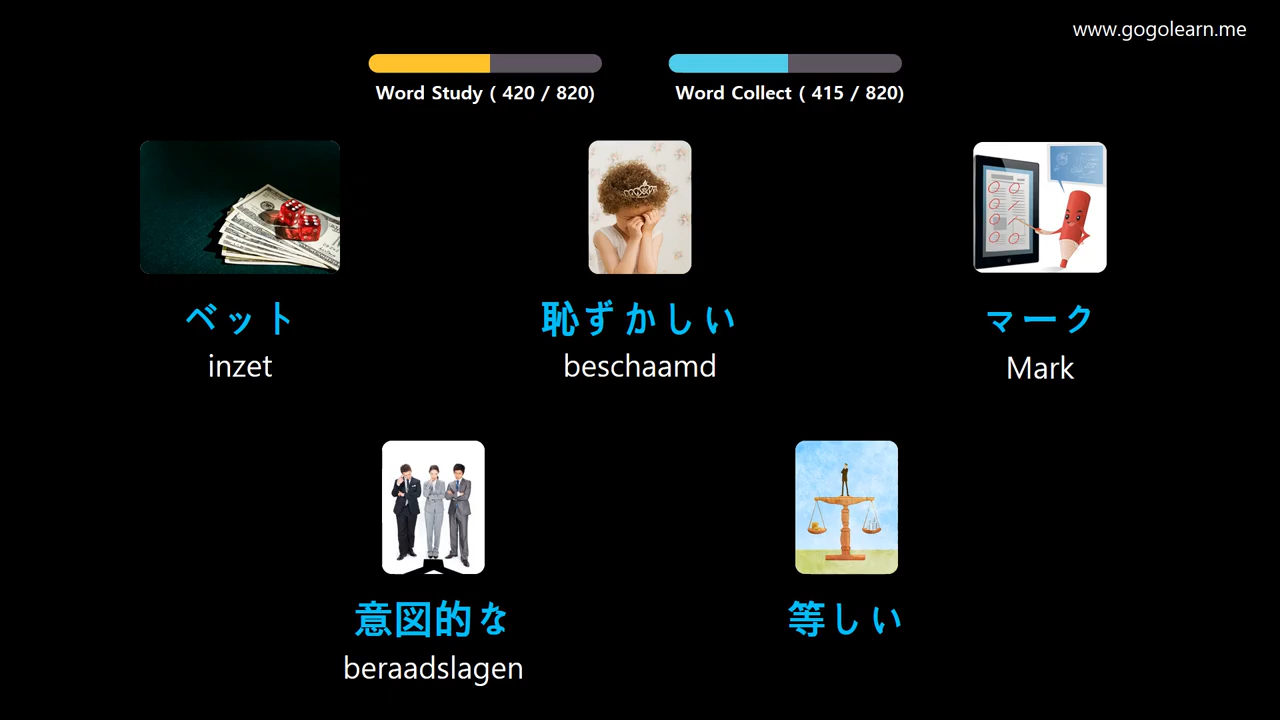 www.gogolearn.me
Word Study ( 420 / 820)
Word Collect ( 415 / 820)
ベット
inzet
恥ずかしい
beschaamd
マーク
Mark
意図的な
beraadslagen
等しい